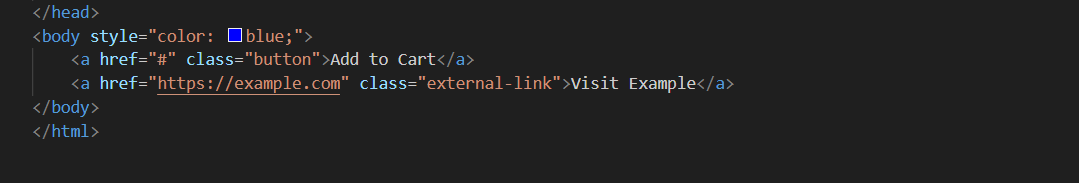 </head>
<body style="color: blue;">
<a href="#" class="button">Add to Cart</a>
<a href="https://example.com" class="external-link">Visit Example</a>
</body>
</html>